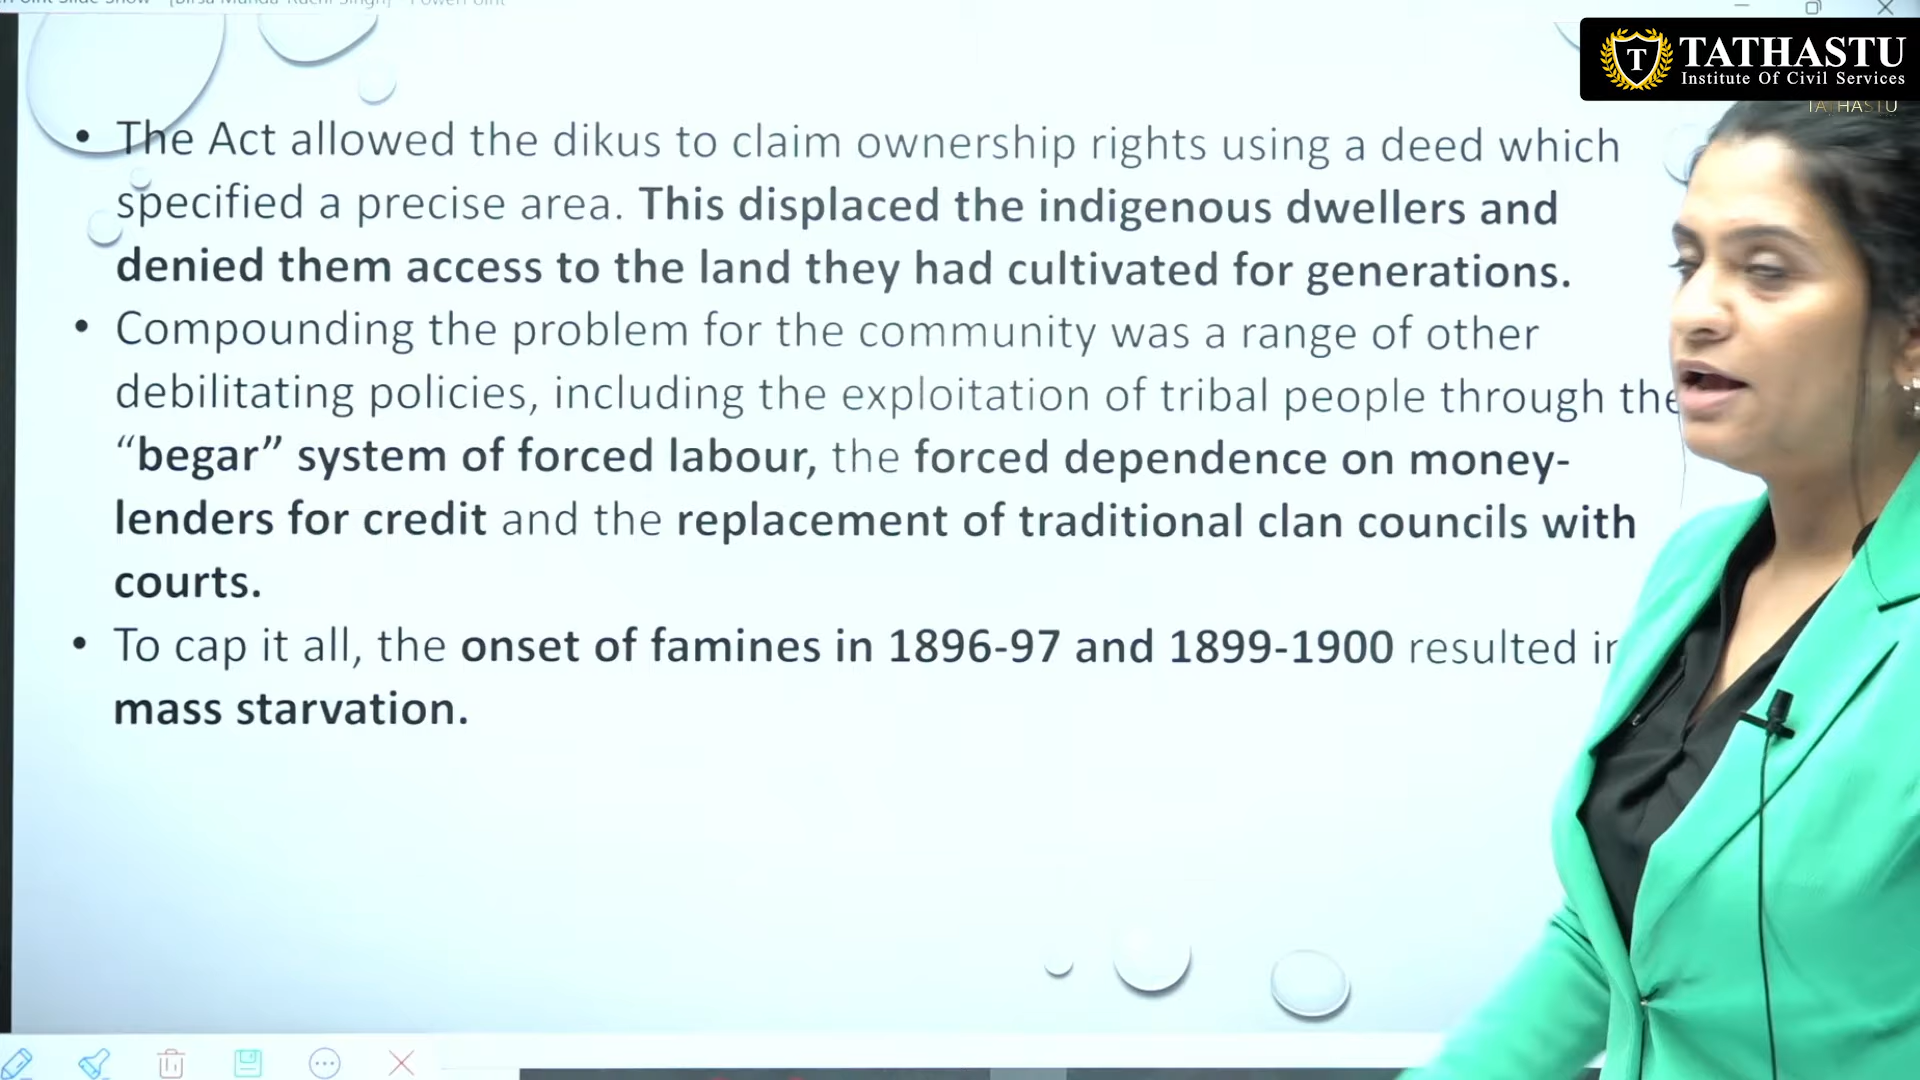 TATHASTU
Institute Of Civil Services
TATHASTU
• The Act allowed the dikus to claim ownership rights using a deed which
specified a precise area. This displaced the indigenous dwellers and
denied them access to the land they had cultivated for generations.
• Compounding the problem for the community was a range of other
debilitating policies, including the exploitation of tribal people through the
“begar” system of forced labour, the forced dependence on money-
lenders for credit and the replacement of traditional clan councils with
courts.
• To cap it all, the onset of famines in 1896-97 and 1899-1900 resulted in
mass starvation.